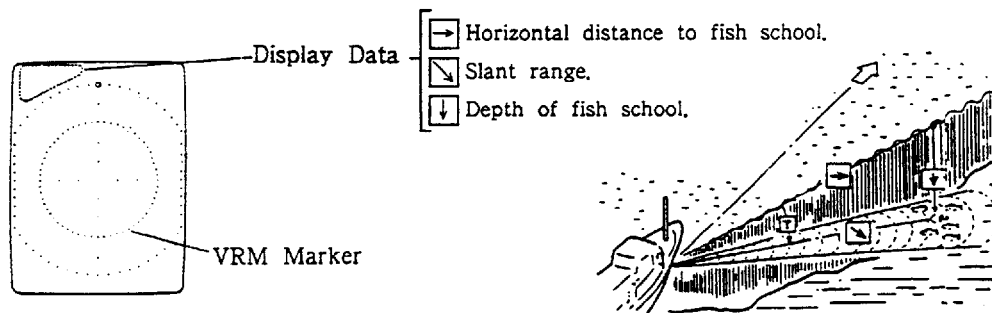 Display Data
→ Horizontal distance to fish school.
↘ Slant range.
↓ Depth of fish school.
VRM Marker